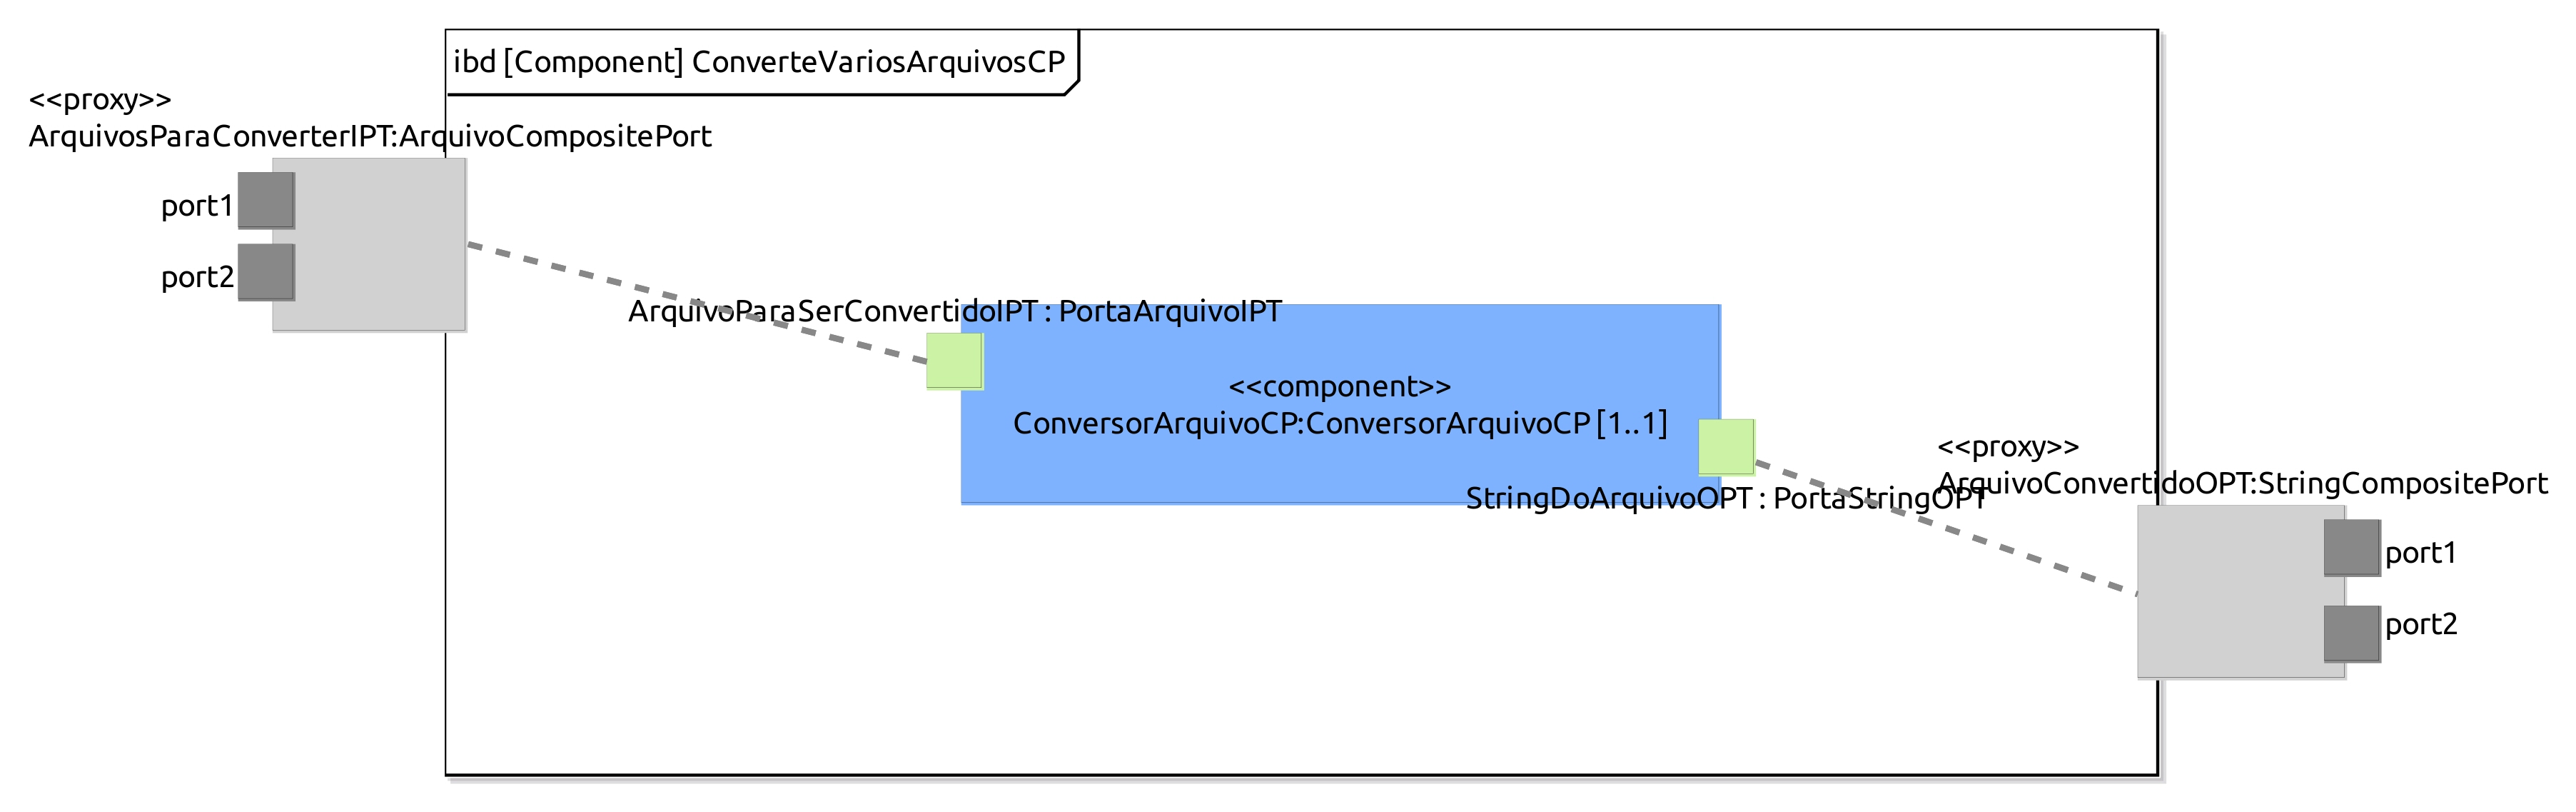 ibd [Component] ConverteVariosArquivosCP
<<proxy>>
ArquivosParaConverterIPT:ArquivoCompositePort
port1
port2
ArquivoParaSerConvertidoIPT : PortaArquivoIPT
<<component>>
ConversorArquivoCP:ConversorArquivoCP [1..1]
StringDoArquivoOPT : PortaStringOPT
<<proxy>>
ArquivoConvertidoOPT:StringCompositePort
port1
port2